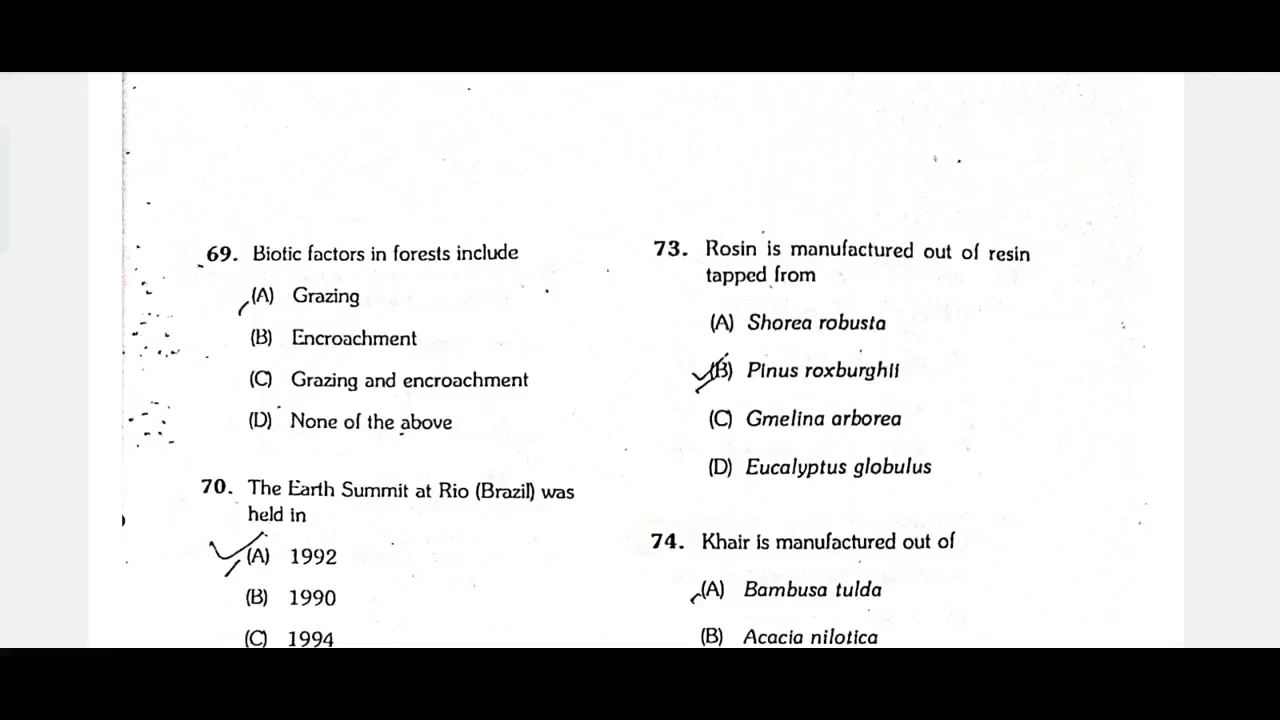 69. Biotic factors in forests include
(A) Grazing
(B) Encroachment
(C) Grazing and encroachment
(D) None of the above
70. The Earth Summit at Rio (Brazil) was
held in
(A) 1992
(B) 1990
(C) 1994
73. Rosin is manufactured out of resin
tapped from
(A) Shorea robusta
(B) Pinus roxburghii
(C) Gmelina arborea
(D) Eucalyptus globulus
74. Khair is manufactured out of
(A) Bambusa tulda
(B) Acacia nilotica